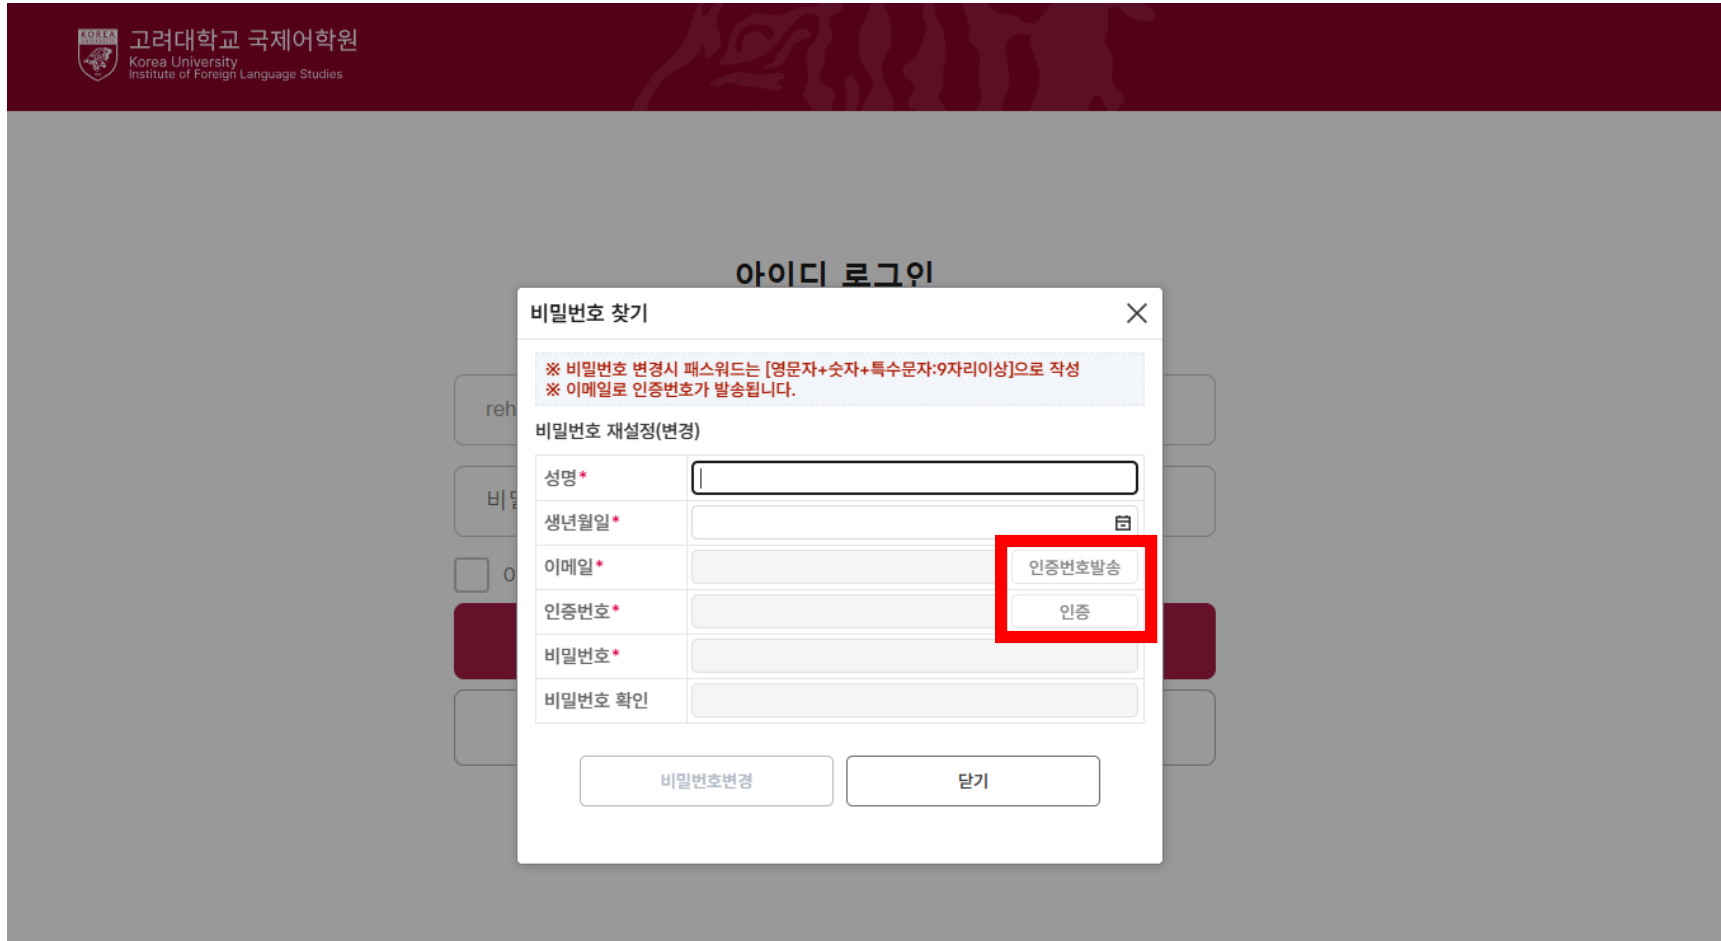 KOREA
고려대학교 국제어학원
Korea University
Institute of Foreign Language Studies
아이디 로그인
비밀번호 찾기
※ 비밀번호 변경시 패스워드는 [영문자+숫자+특수문자:9자리이상]으로 작성
※ 이메일로 인증번호가 발송됩니다.
reh
비밀번호 재설정(변경)
성명*
생년월일*
이메일* 인증번호발송
인증번호* 인증
비밀번호*
비밀번호 확인
비밀번호변경 닫기